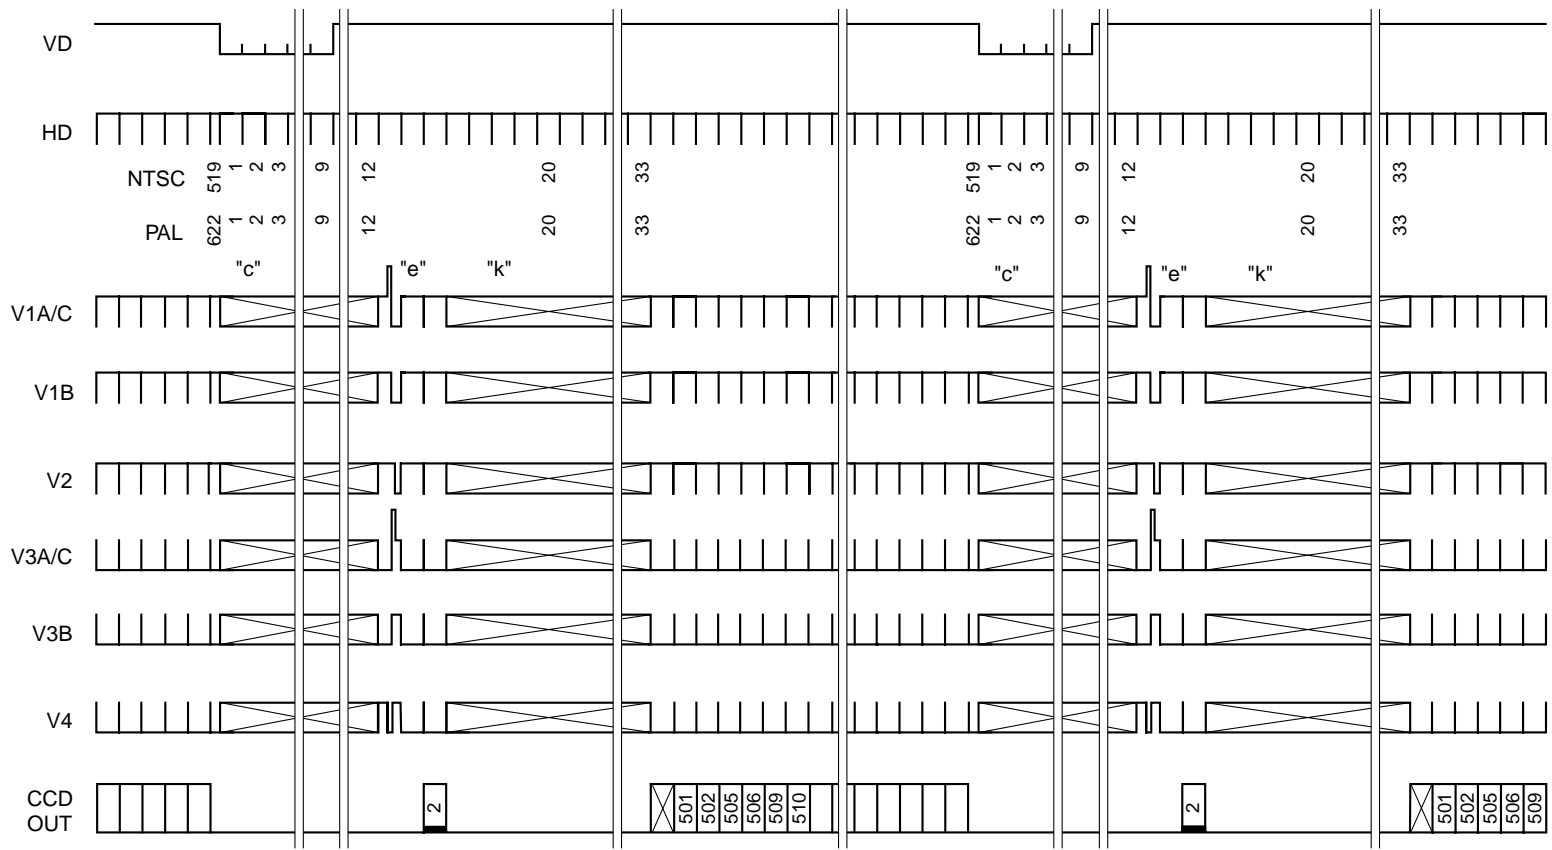 VD
HD
NTSC 519 1 2 3 9 12 20 33 519 1 2 3 9 12 20 33
PAL 622 1 2 3 9 12 20 33 622 1 2 3 9 12 20 33
"c" "e" "k" "c" "e" "k"
V1A/C
V1B
V2
V3A/C
V3B
V4
CCD OUT 2 501 502 505 506 509 510 2 501 502 505 506 509